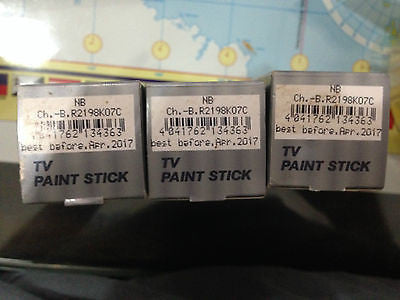 NB
Ch.-B.R2198K07C
4 041762 134363
best before.Apr.2017
TV
PAINT STICK
NB
Ch.-B.R2198K07C
4 041762 134363
best before.Apr.2017
TV
PAINT STICK
NB
Ch.-B.R2198K07C
4 041762 134363
best before.Apr.2017
TV
PAINT STICK